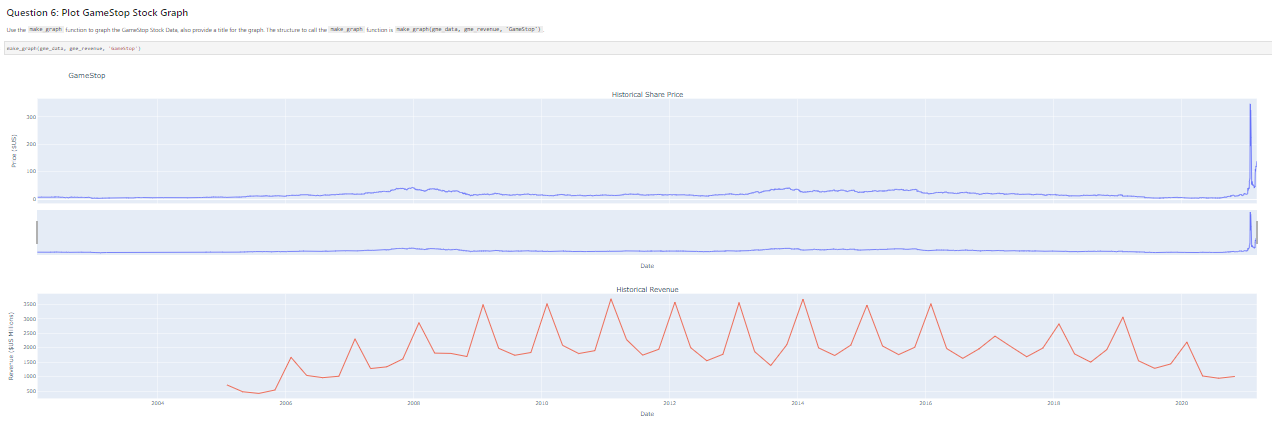 Question 6: Plot GameStop Stock Graph
Use the make_graph function to graph the GameStop Stock Data, also provide a title for the graph. The structure to call the make_graph function is make_graph(gme_data, gme_revenue, 'GameStop').
make_graph(gme_data, gme_revenue, 'GameStop')
GameStop
Historical Share Price
Price ($US)
300
200
100
0
Date
Historical Revenue
Revenue ($US Millions)
3500
3000
2500
2000
1500
1000
500
2004 2006 2008 2010 2012 2014 2016 2018 2020
Date